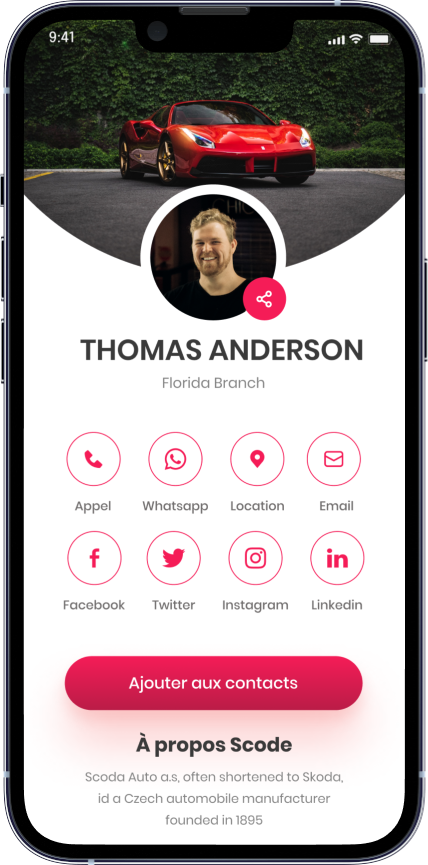 9:41
THOMAS ANDERSON
Florida Branch
Appel Whatsapp Location Email
Facebook Twitter Instagram Linkedin
Ajouter aux contacts
À propos Scode
Scoda Auto a.s, often shortened to Skoda,
id a Czech automobile manufacturer
founded in 1895